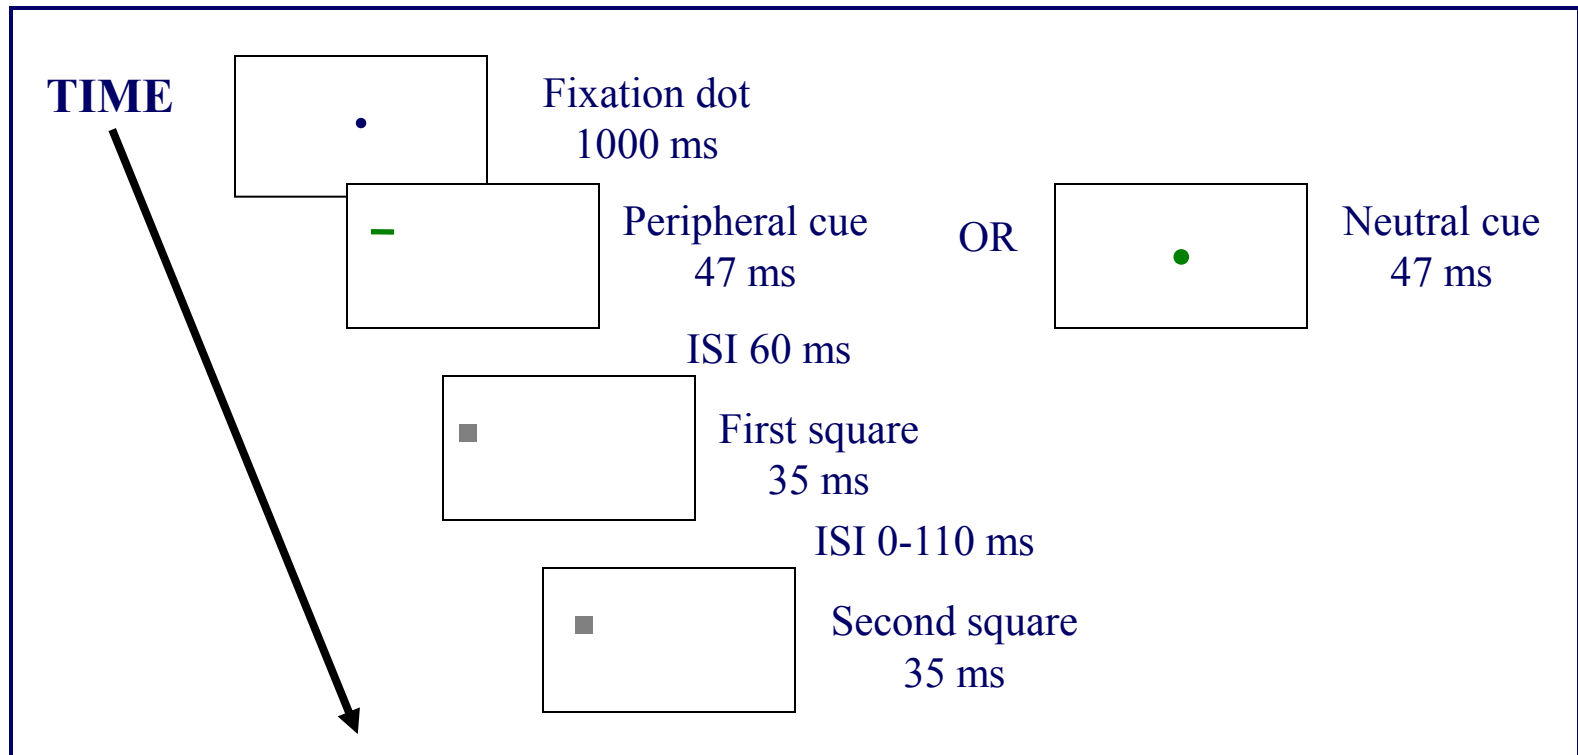 TIME
Fixation dot
1000 ms
Peripheral cue
47 ms
OR
Neutral cue
47 ms
ISI 60 ms
First square
35 ms
ISI 0-110 ms
Second square
35 ms